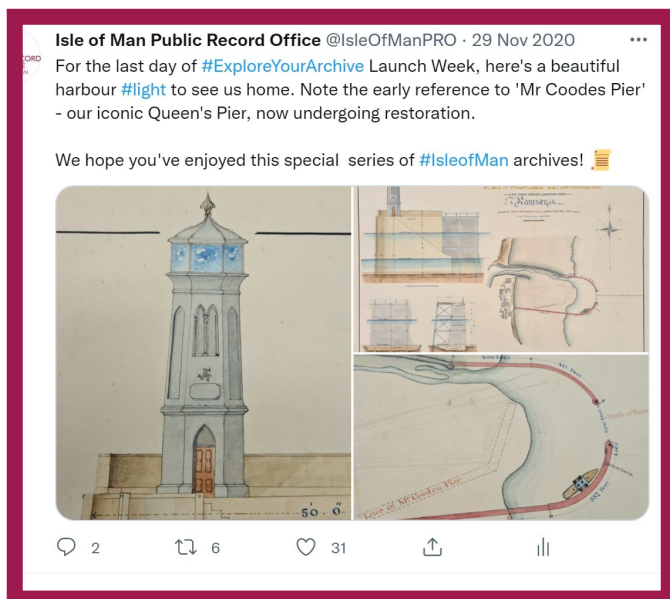 CORD
Isle of Man Public Record Office @IsleOfManPRO · 29 Nov 2020
For the last day of #ExploreYourArchive Launch Week, here's a beautiful
harbour #light to see us home. Note the early reference to 'Mr Coodes Pier'
- our iconic Queen's Pier, now undergoing restoration.
We hope you've enjoyed this special series of #IsleofMan archives!
50' 0"
Ramsey
Line of Mr Coodes Pier
2
6
31